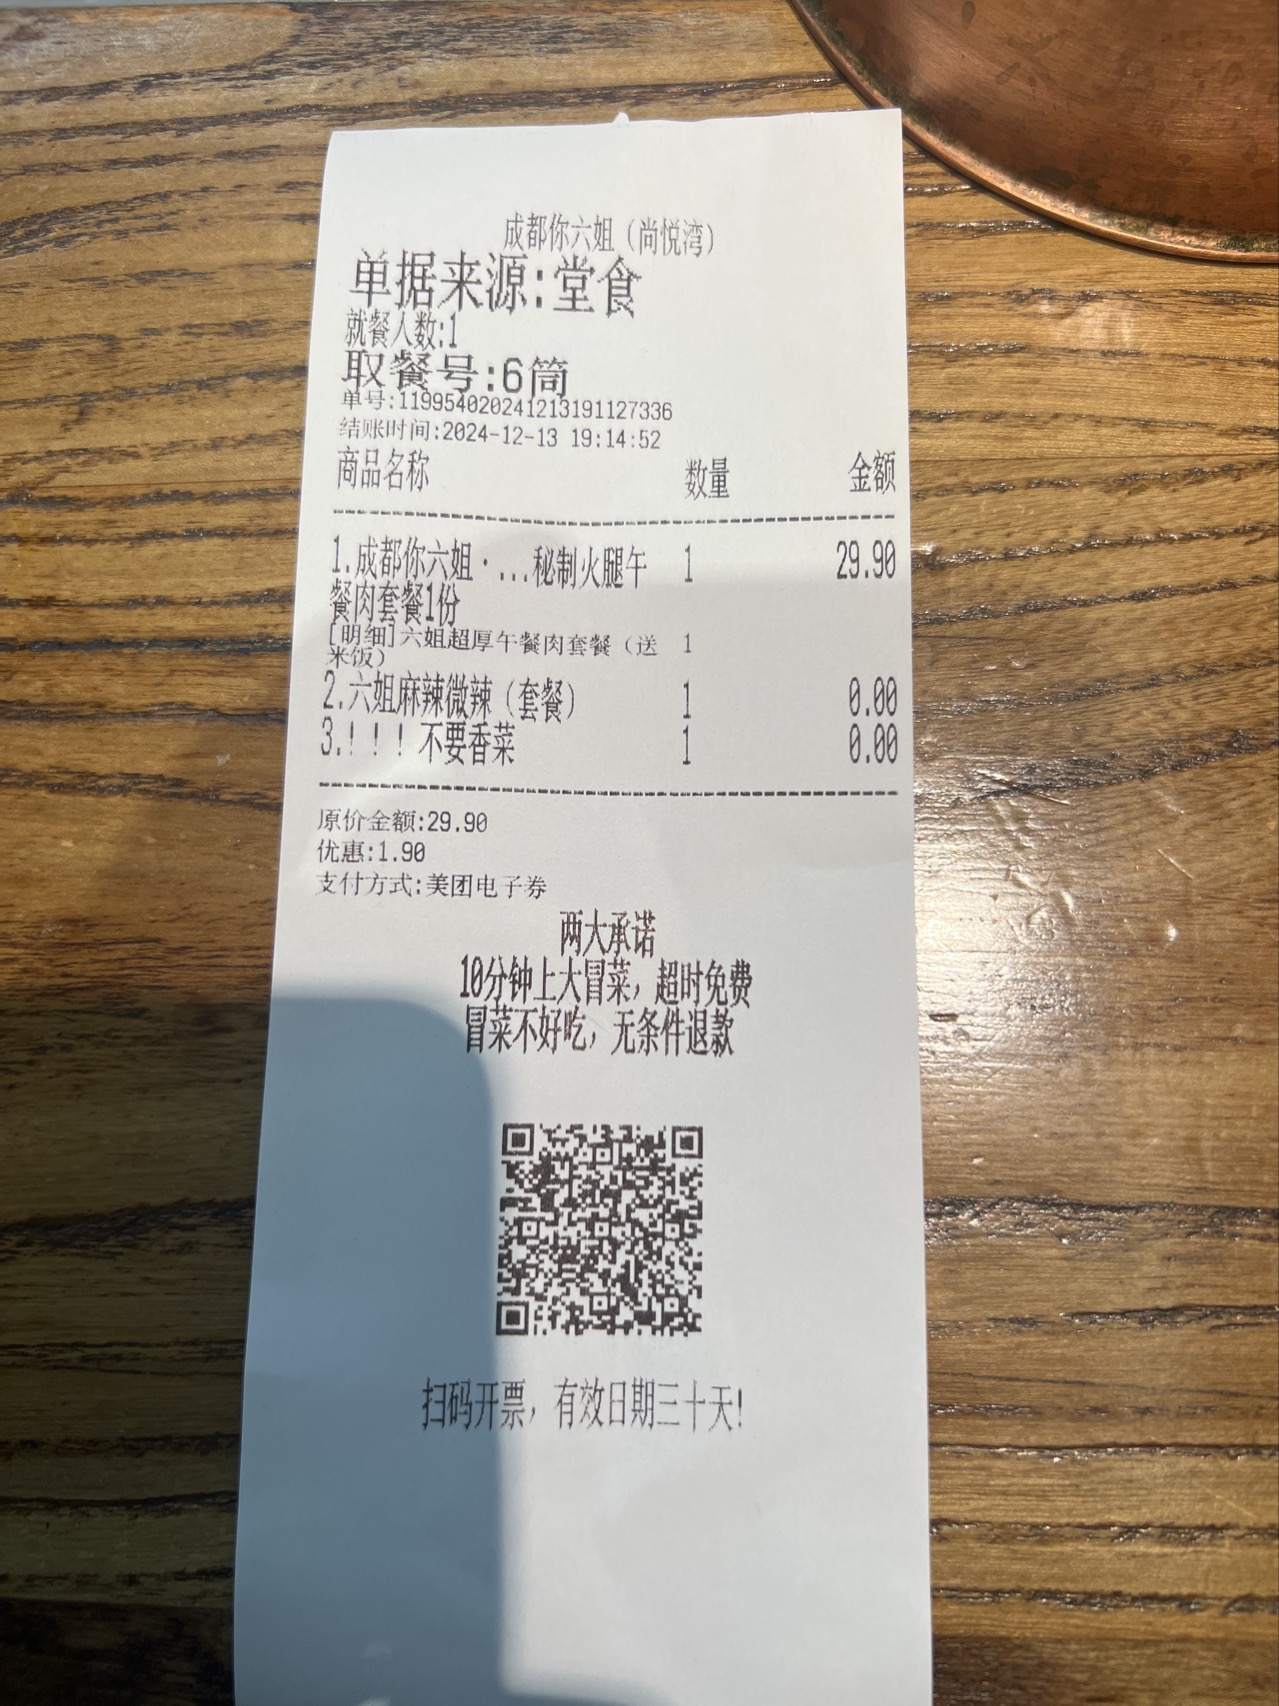 成都你六姐（尚悦湾）
单据来源:堂食
就餐人数:1
取餐号:6筒
单号:119954020241213191127336
结账时间:2024-12-13 19:14:52
商品名称 数量 金额
1.成都你六姐·...秘制火腿午 1 29.90
餐肉套餐1份
[明细]六姐超厚午餐肉套餐（送 1
米饭）
2.六姐麻辣微辣（套餐） 1 0.00
3.！！！不要香菜 1 0.00
原价金额:29.90
优惠:1.90
支付方式:美团电子券
两大承诺
10分钟上大冒菜，超时免费
冒菜不好吃，无条件退款
扫码开票，有效日期三十天!